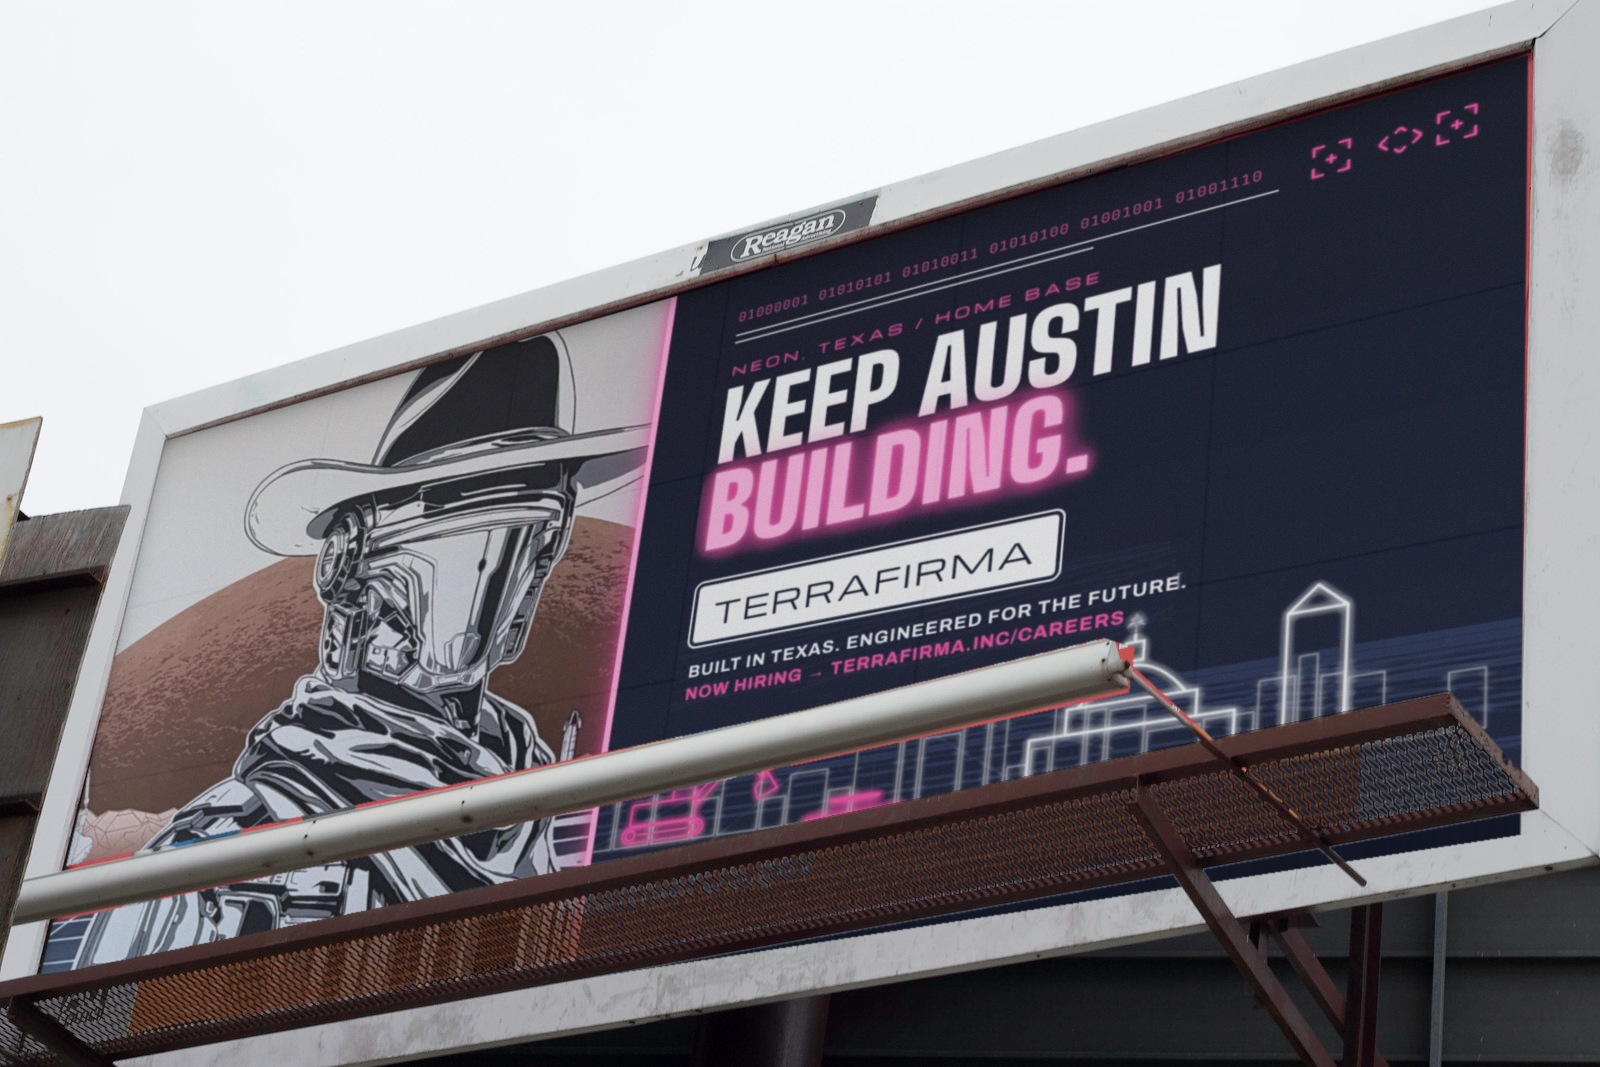 Reagan
01000001 01010101 01010011 01010100 01001001 01001110
NEON, TEXAS / HOME BASE
KEEP AUSTIN
BUILDING.
TERRAFIRMA
BUILT IN TEXAS. ENGINEERED FOR THE FUTURE.
NOW HIRING → TERRAFIRMA.INC/CAREERS